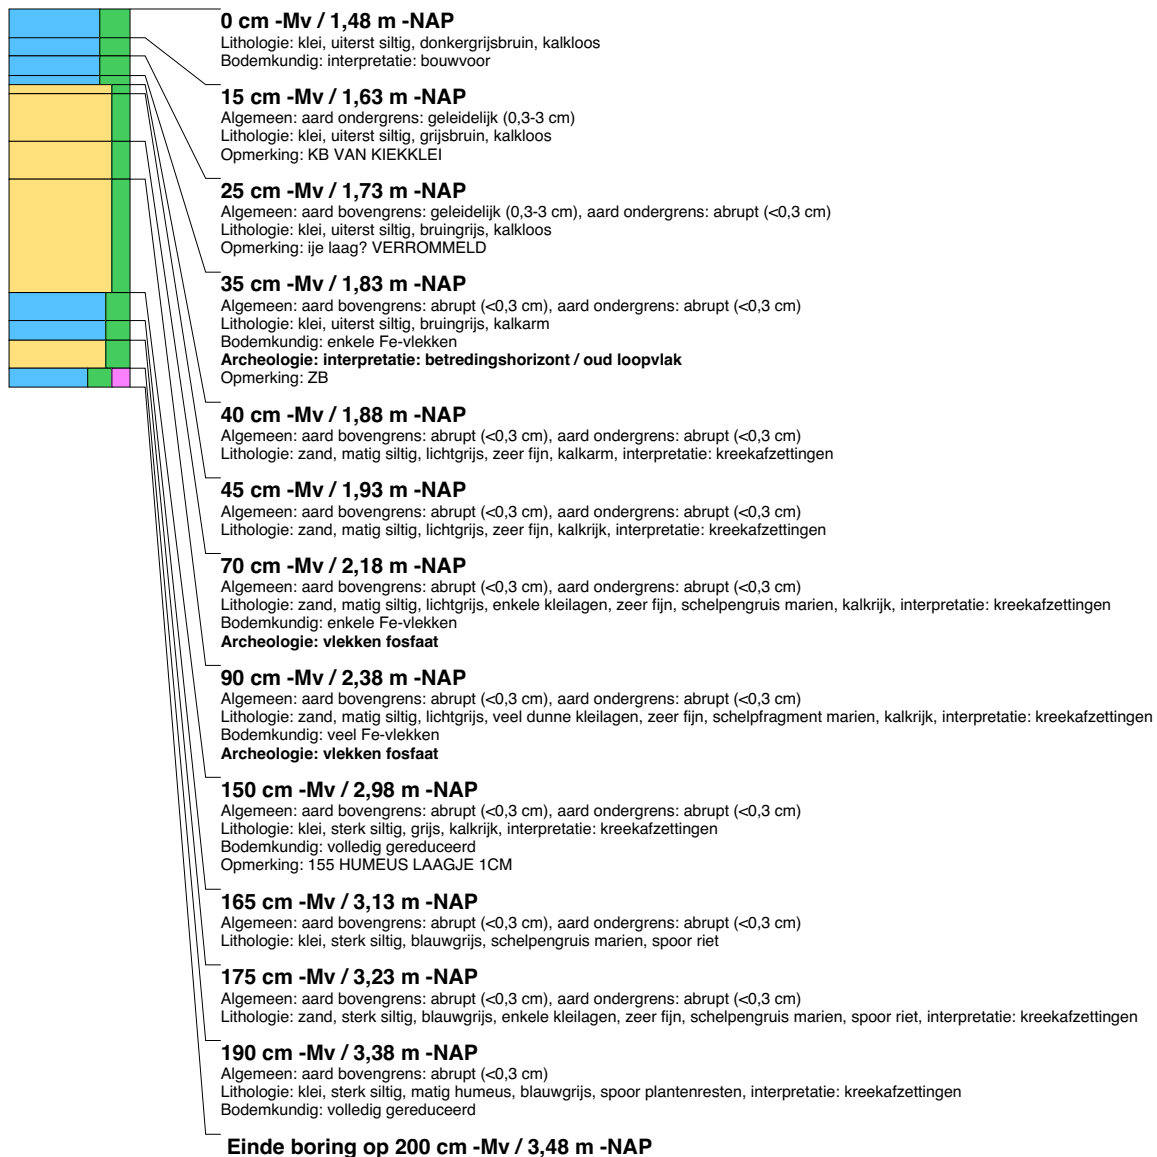 0 cm -Mv / 1,48 m -NAP
Lithologie: klei, uiterst siltig, donkergrijsbruin, kalkloos
Bodemkundig: interpretatie: bouwvoor
15 cm -Mv / 1,63 m -NAP
Algemeen: aard ondergrens: geleidelijk (0,3-3 cm)
Lithologie: klei, uiterst siltig, grijsbruin, kalkloos
Opmerking: KB VAN KIEKKLEI
25 cm -Mv / 1,73 m -NAP
Algemeen: aard bovengrens: geleidelijk (0,3-3 cm), aard ondergrens: abrupt (<0,3 cm)
Lithologie: klei, uiterst siltig, bruingrijs, kalkloos
Opmerking: ije laag? VERROMMELD
35 cm -Mv / 1,83 m -NAP
Algemeen: aard bovengrens: abrupt (<0,3 cm), aard ondergrens: abrupt (<0,3 cm)
Lithologie: klei, uiterst siltig, bruingrijs, kalkarm
Bodemkundig: enkele Fe-vlekken
Archeologie: interpretatie: betredingshorizont / oud loopvlak
Opmerking: ZB
40 cm -Mv / 1,88 m -NAP
Algemeen: aard bovengrens: abrupt (<0,3 cm), aard ondergrens: abrupt (<0,3 cm)
Lithologie: zand, matig siltig, lichtgrijs, zeer fijn, kalkarm, interpretatie: kreekafzettingen
45 cm -Mv / 1,93 m -NAP
Algemeen: aard bovengrens: abrupt (<0,3 cm), aard ondergrens: abrupt (<0,3 cm)
Lithologie: zand, matig siltig, lichtgrijs, zeer fijn, kalkrijk, interpretatie: kreekafzettingen
70 cm -Mv / 2,18 m -NAP
Algemeen: aard bovengrens: abrupt (<0,3 cm), aard ondergrens: abrupt (<0,3 cm)
Lithologie: zand, matig siltig, lichtgrijs, enkele kleilagen, zeer fijn, schelpengruis marien, kalkrijk, interpretatie: kreekafzettingen
Bodemkundig: enkele Fe-vlekken
Archeologie: vlekken fosfaat
90 cm -Mv / 2,38 m -NAP
Algemeen: aard bovengrens: abrupt (<0,3 cm), aard ondergrens: abrupt (<0,3 cm)
Lithologie: zand, matig siltig, lichtgrijs, veel dunne kleilagen, zeer fijn, schelpfragment marien, kalkrijk, interpretatie: kreekafzettingen
Bodemkundig: veel Fe-vlekken
Archeologie: vlekken fosfaat
150 cm -Mv / 2,98 m -NAP
Algemeen: aard bovengrens: abrupt (<0,3 cm), aard ondergrens: abrupt (<0,3 cm)
Lithologie: klei, sterk siltig, grijs, kalkrijk, interpretatie: kreekafzettingen
Bodemkundig: volledig gereduceerd
Opmerking: 155 HUMEUS LAAGJE 1CM
165 cm -Mv / 3,13 m -NAP
Algemeen: aard bovengrens: abrupt (<0,3 cm), aard ondergrens: abrupt (<0,3 cm)
Lithologie: klei, sterk siltig, blauwgrijs, schelpengruis marien, spoor riet
175 cm -Mv / 3,23 m -NAP
Algemeen: aard bovengrens: abrupt (<0,3 cm), aard ondergrens: abrupt (<0,3 cm)
Lithologie: zand, sterk siltig, blauwgrijs, enkele kleilagen, zeer fijn, schelpengruis marien, spoor riet, interpretatie: kreekafzettingen
190 cm -Mv / 3,38 m -NAP
Algemeen: aard bovengrens: abrupt (<0,3 cm)
Lithologie: klei, sterk siltig, matig humeus, blauwgrijs, spoor plantenresten, interpretatie: kreekafzettingen
Bodemkundig: volledig gereduceerd
Einde boring op 200 cm -Mv / 3,48 m -NAP